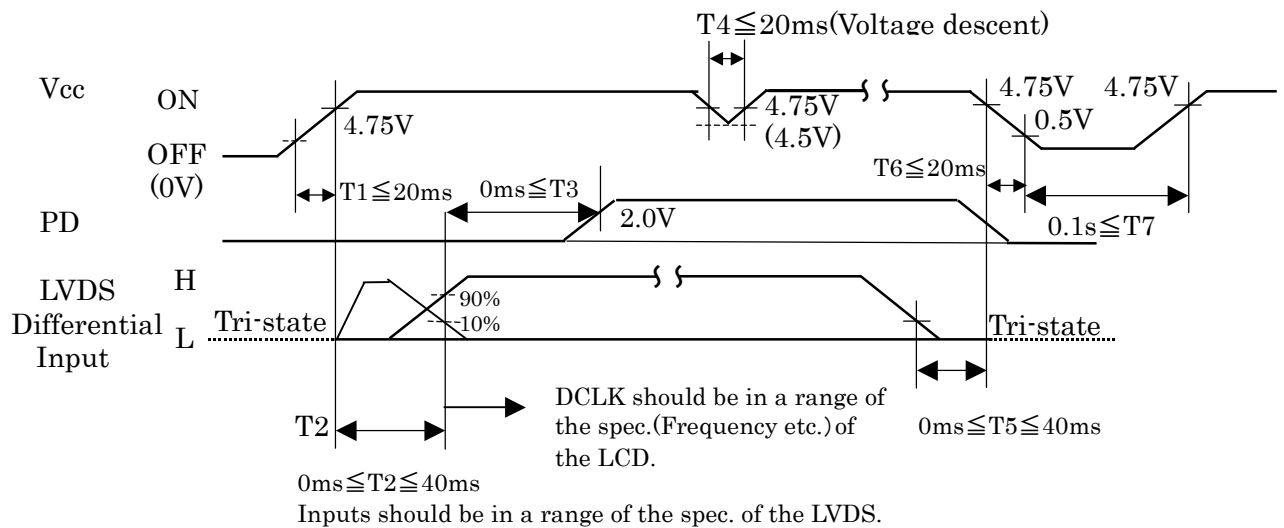 T4≦20ms(Voltage descent)
Vcc
ON
4.75V
4.75V
(4.5V)
4.75V
4.75V
0.5V
OFF
(0V)
T1≦20ms
0ms≦T3
T6≦20ms
PD
2.0V
0.1s≦T7
LVDS
Differential
Input
H
L
90%
10%
Tri-state
Tri-state
T2
DCLK should be in a range of
the spec.(Frequency etc.)of
the LCD.
0ms≦T5≦40ms
0ms≦T2≦40ms
Inputs should be in a range of the spec. of the LVDS.